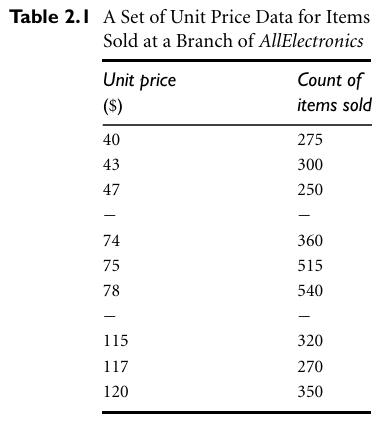 Table 2.1 A Set of Unit Price Data for Items
Sold at a Branch of AllElectronics
Unit price Count of
($) items sold
40 275
43 300
47 250
— —
74 360
75 515
78 540
— —
115 320
117 270
120 350